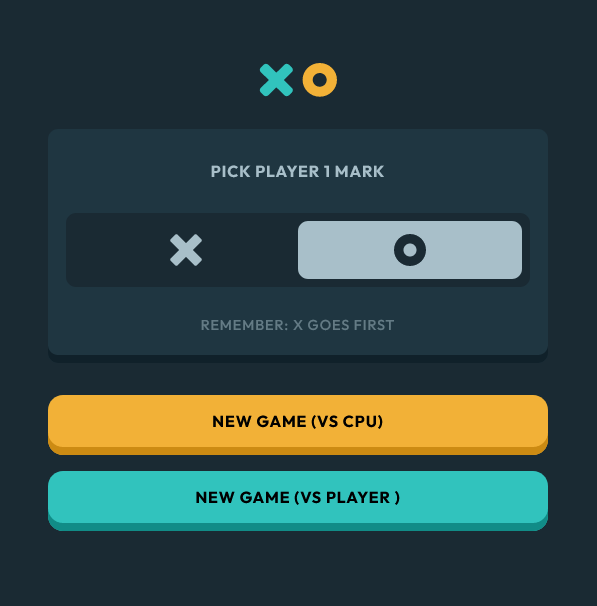 PICK PLAYER 1 MARK
REMEMBER: X GOES FIRST
NEW GAME (VS CPU)
NEW GAME (VS PLAYER )